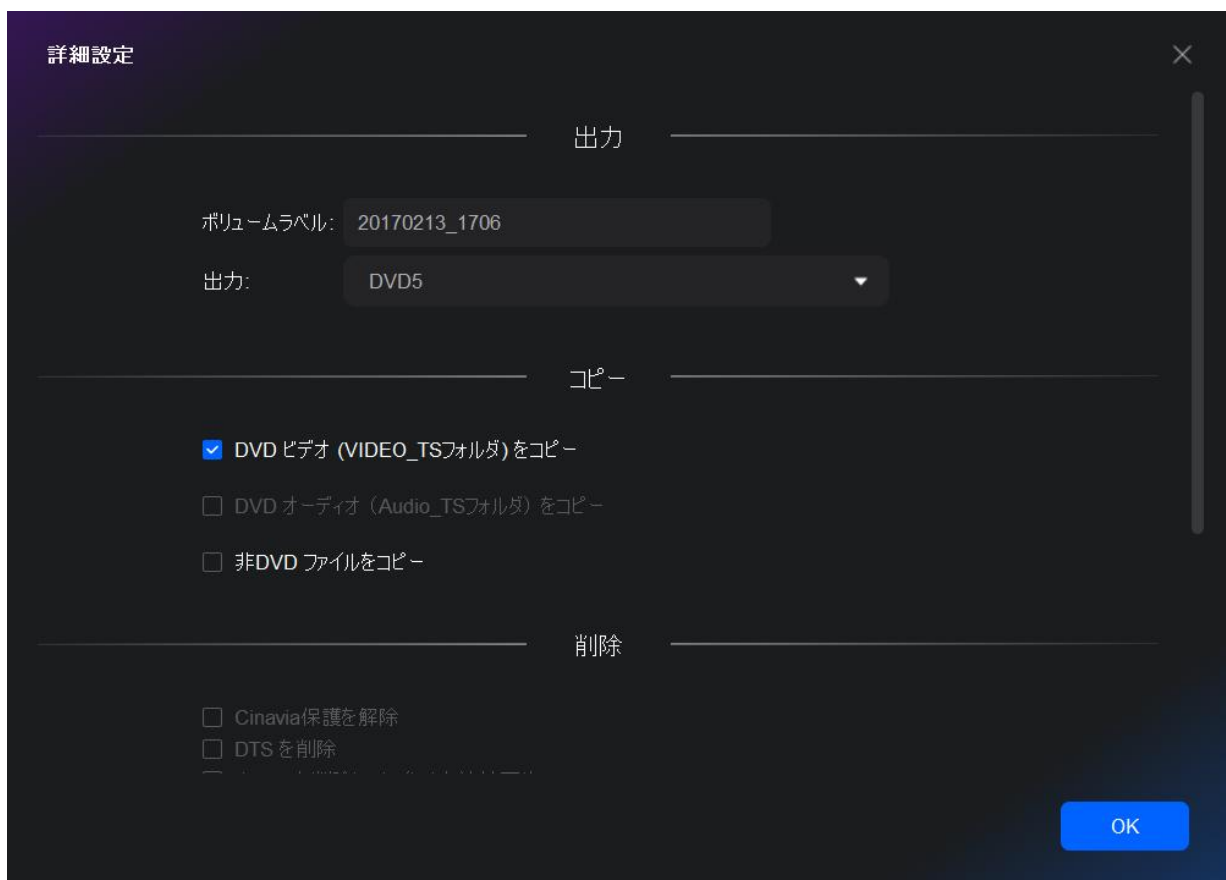 詳細設定
出力
ボリュームラベル: 20170213_1706
出力: DVD5
コピー
DVD ビデオ (VIDEO_TSフォルダ) をコピー
DVD オーディオ (Audio_TSフォルダ) をコピー
非DVD ファイルをコピー
削除
Cinavia保護を解除
DTS を削除
OK